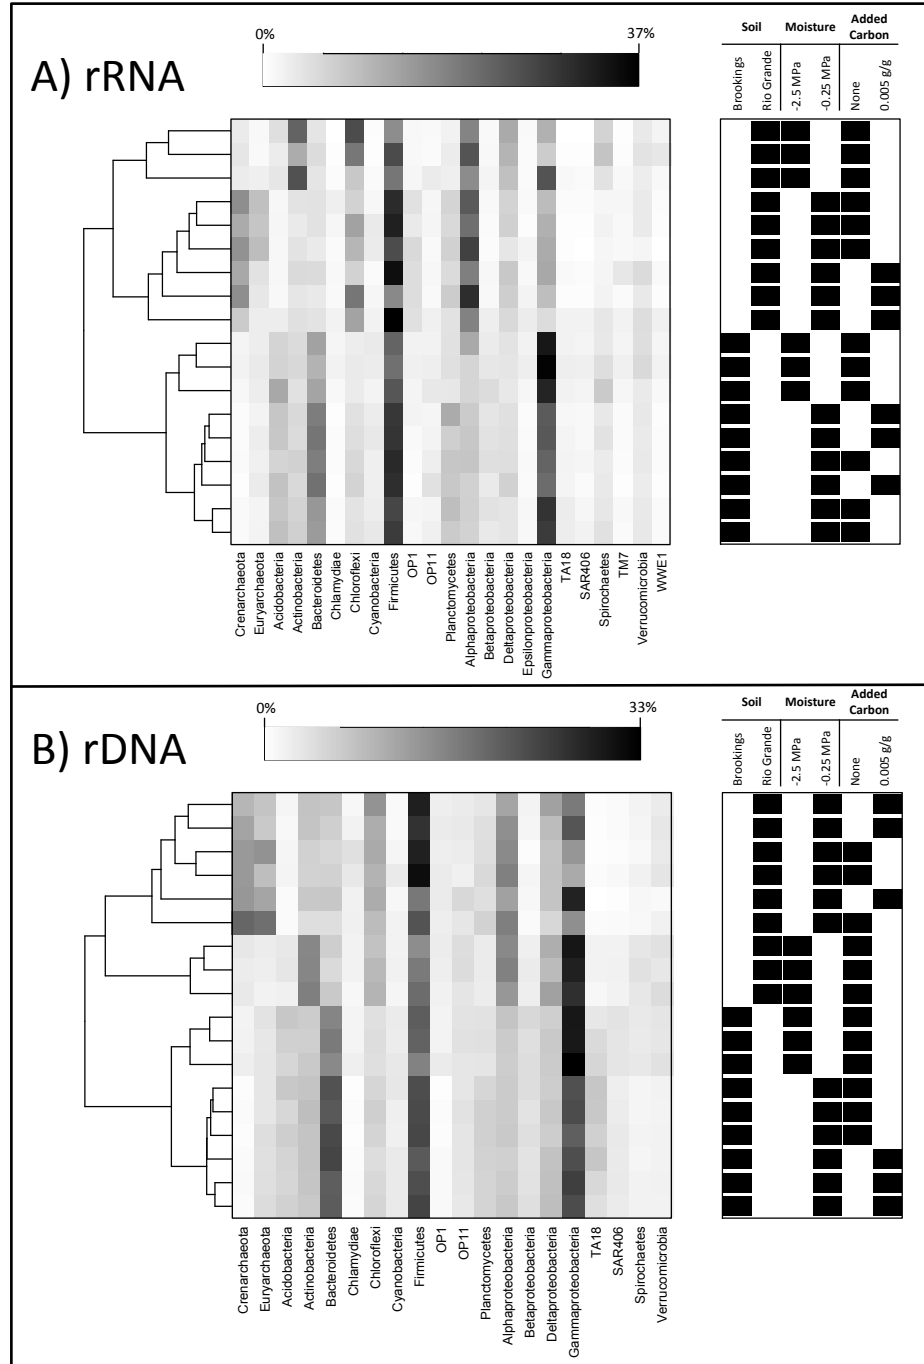 A) rRNA
0%
37%
Soil
Moisture
Added
Carbon
Brookings
Rio Grande
-2.5 MPa
-0.25 MPa
None
0.005 g/g
Crenarchaeota
Euryarchaeota
Acidobacteria
Actinobacteria
Bacteroidetes
Chlamydiae
Chloroflexi
Cyanobacteria
Firmicutes
OP1
OP11
Planctomycetes
Alphaproteobacteria
Betaproteobacteria
Deltaproteobacteria
Epsilonproteobacteria
Gammaproteobacteria
TA18
SAR406
Spirochaetes
TM7
Verrucomicrobia
WWE1
B) rDNA
0%
33%
Soil
Moisture
Added
Carbon
Brookings
Rio Grande
-2.5 MPa
-0.25 MPa
None
0.005 g/g
Crenarchaeota
Euryarchaeota
Acidobacteria
Actinobacteria
Bacteroidetes
Chlamydiae
Chloroflexi
Cyanobacteria
Firmicutes
OP1
OP11
Planctomycetes
Alphaproteobacteria
Betaproteobacteria
Deltaproteobacteria
Gammaproteobacteria
TA18
SAR406
Spirochaetes
Verrucomicrobia